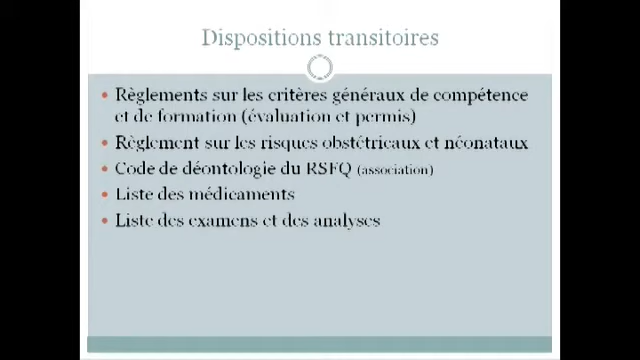 Dispositions transitoires
• Règlements sur les critères généraux de compétence
et de formation (évaluation et permis)
• Règlement sur les risques obstétricaux et néonataux
• Code de déontologie du RSFQ (association)
• Liste des médicaments
• Liste des examens et des analyses